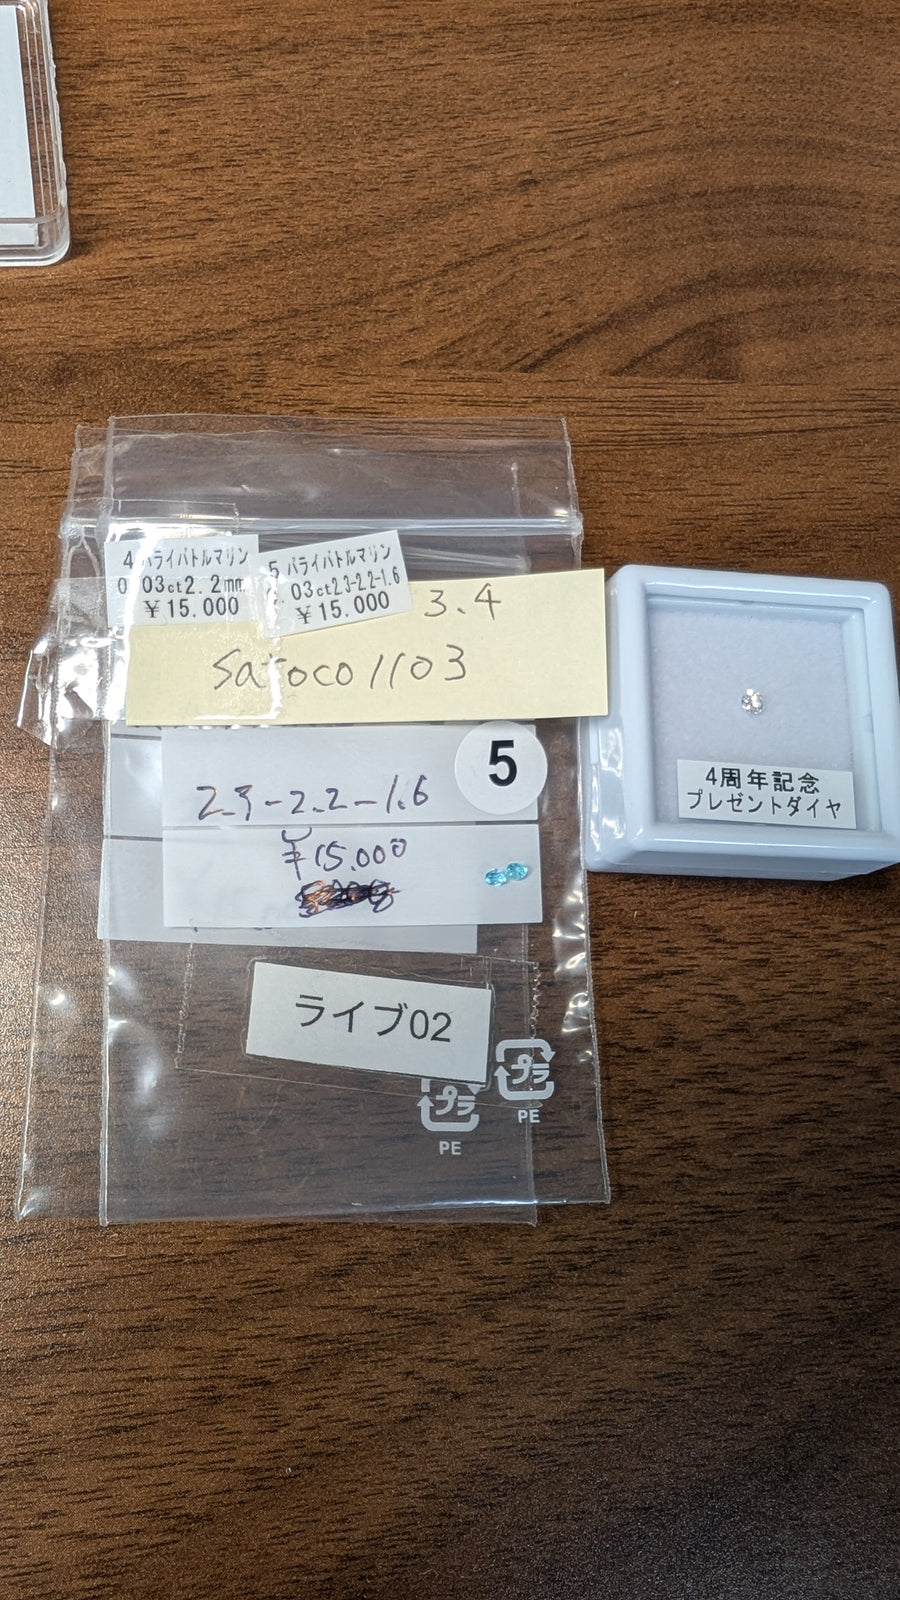 4 パライバトルマリン
0.03ct2.2mm
￥15.000
5 パライバトルマリン
.03ct2.3-2.2-1.6
￥15.000
3.4
satoco1103
5
2.3-2.2-1.6
¥15.000
4周年記念
プレゼントダイヤ
ライブ02
プラ
PE
プラ
PE